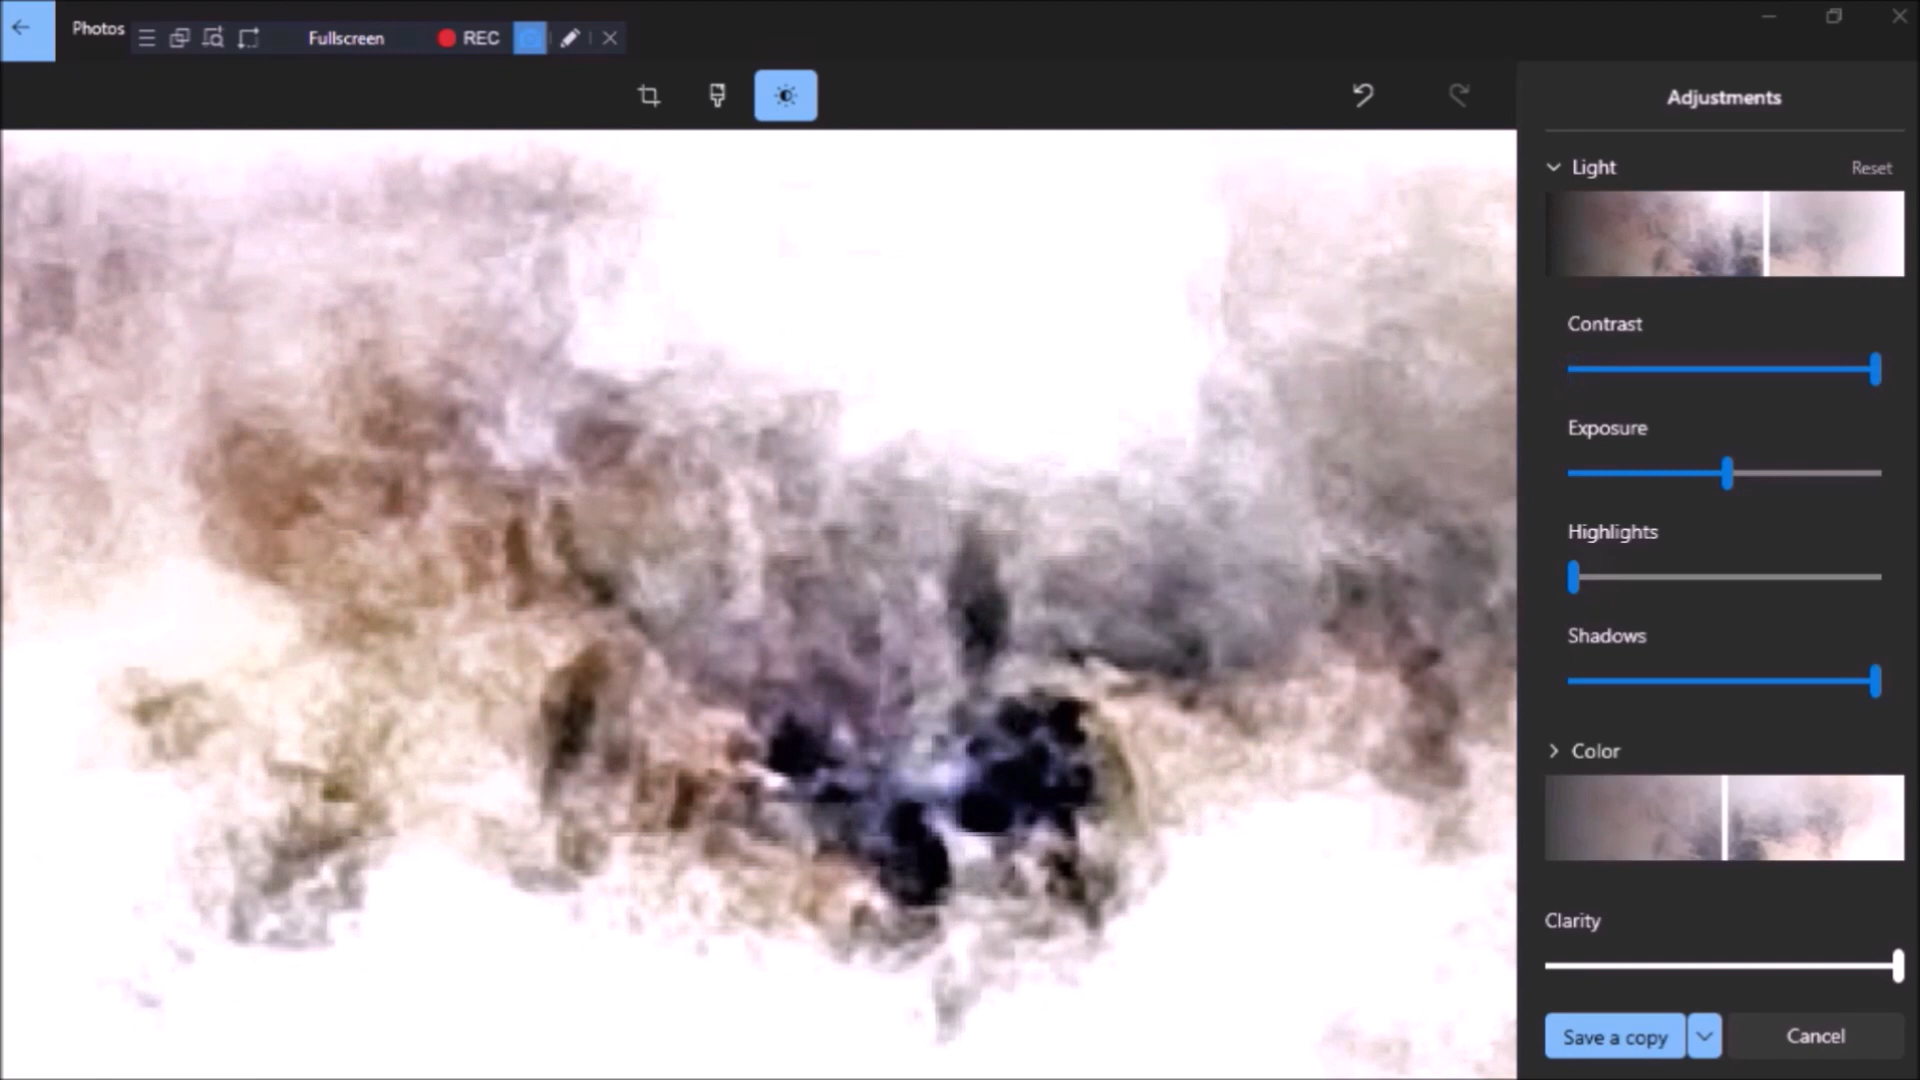 Photos
Fullscreen
REC
Adjustments
Light
Reset
Contrast
Exposure
Highlights
Shadows
Color
Clarity
Save a copy
Cancel